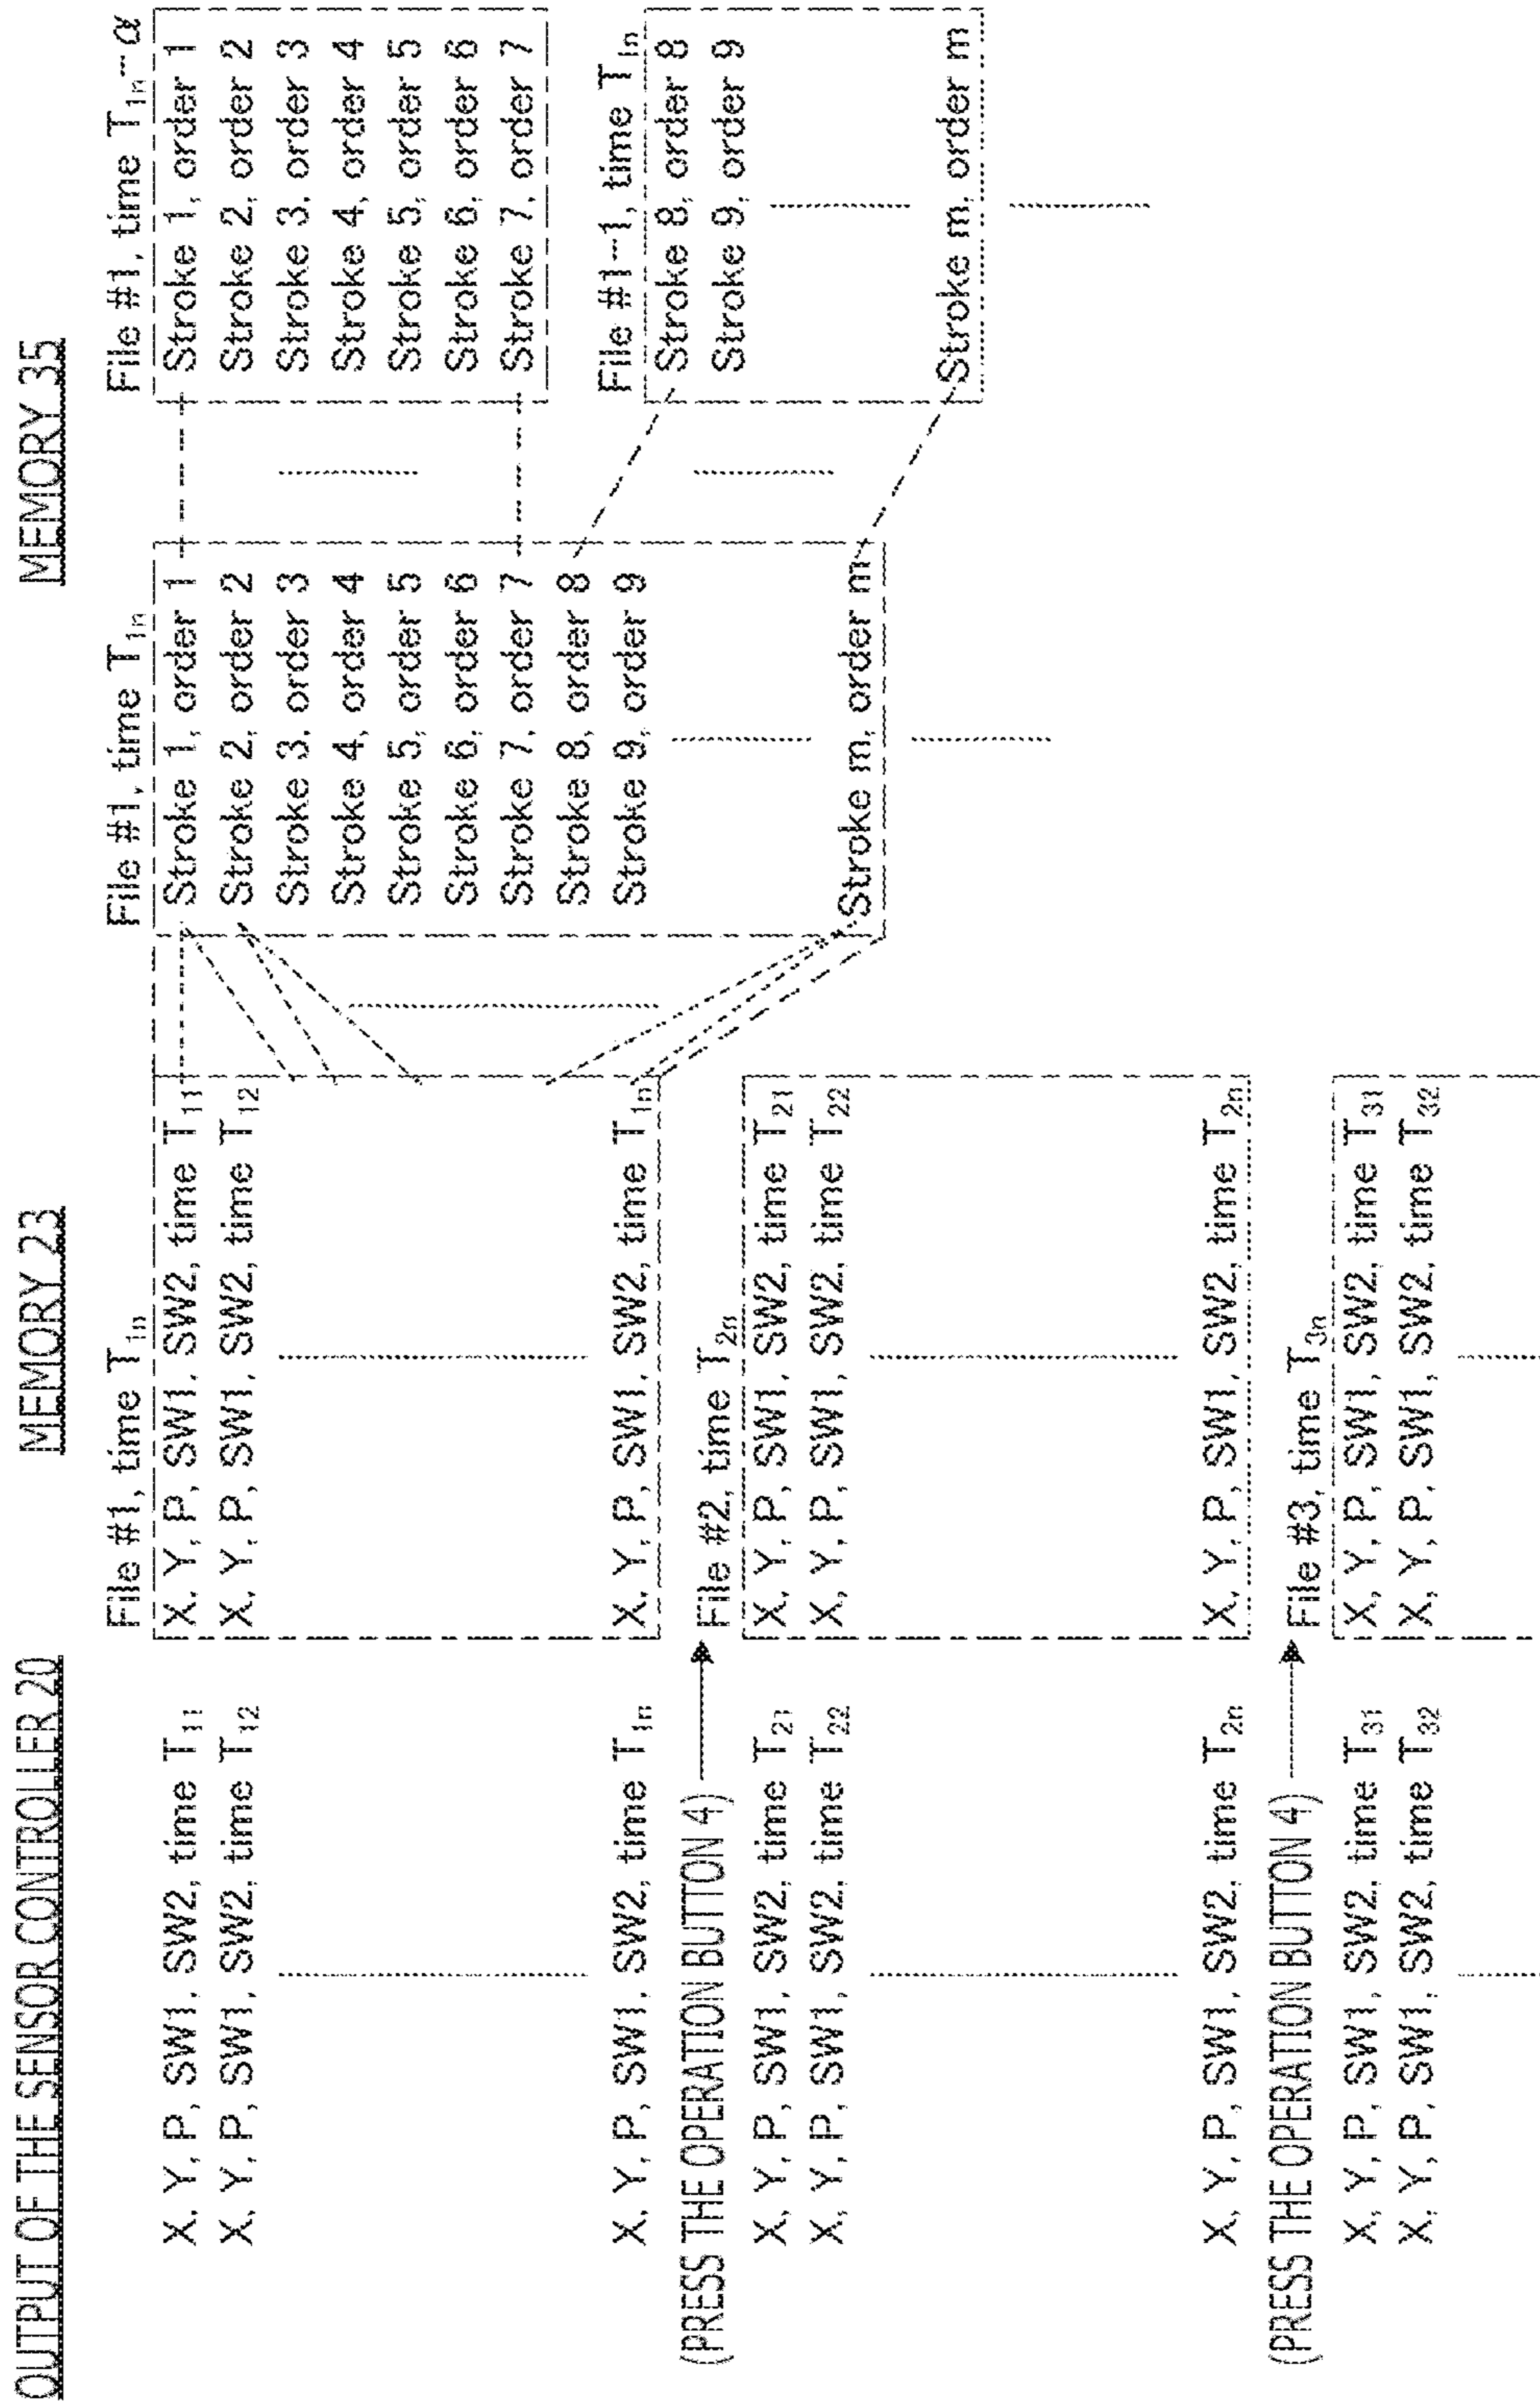 OUTPUT OF THE SENSOR CONTROLLER 20
X, Y, P, SW1, SW2, time T11
X, Y, P, SW1, SW2, time T12
X, Y, P, SW1, SW2, time T1n
(PRESS THE OPERATION BUTTON 4)
X, Y, P, SW1, SW2, time T21
X, Y, P, SW1, SW2, time T22
X, Y, P, SW1, SW2, time T2n
(PRESS THE OPERATION BUTTON 4)
X, Y, P, SW1, SW2, time T31
X, Y, P, SW1, SW2, time T32
MEMORY 23
File #1, time T1n
X, Y, P, SW1, SW2, time T11
X, Y, P, SW1, SW2, time T12
X, Y, P, SW1, SW2, time T1n
File #2, time T2n
X, Y, P, SW1, SW2, time T21
X, Y, P, SW1, SW2, time T22
X, Y, P, SW1, SW2, time T2n
File #3, time T3n
X, Y, P, SW1, SW2, time T31
X, Y, P, SW1, SW2, time T32
MEMORY 35
File #1, time T1n
Stroke 1, order 1
Stroke 2, order 2
Stroke 3, order 3
Stroke 4, order 4
Stroke 5, order 5
Stroke 6, order 6
Stroke 7, order 7
Stroke 8, order 8
Stroke 9, order 9
Stroke m, order m
File #1, time T1n-α
Stroke 1, order 1
Stroke 2, order 2
Stroke 3, order 3
Stroke 4, order 4
Stroke 5, order 5
Stroke 6, order 6
Stroke 7, order 7
File #1-1, time T1n
Stroke 8, order 8
Stroke 9, order 9
Stroke m, order m